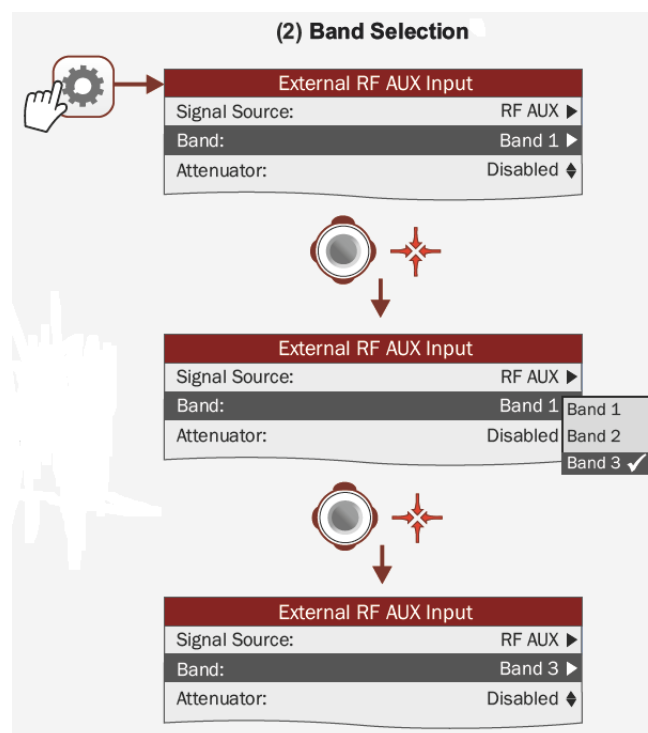 (2) Band Selection
External RF AUX Input
Signal Source: RF AUX
Band: Band 1
Attenuator: Disabled
External RF AUX Input
Signal Source: RF AUX
Band: Band 1
Attenuator: Disabled
Band 1
Band 2
Band 3
External RF AUX Input
Signal Source: RF AUX
Band: Band 3
Attenuator: Disabled